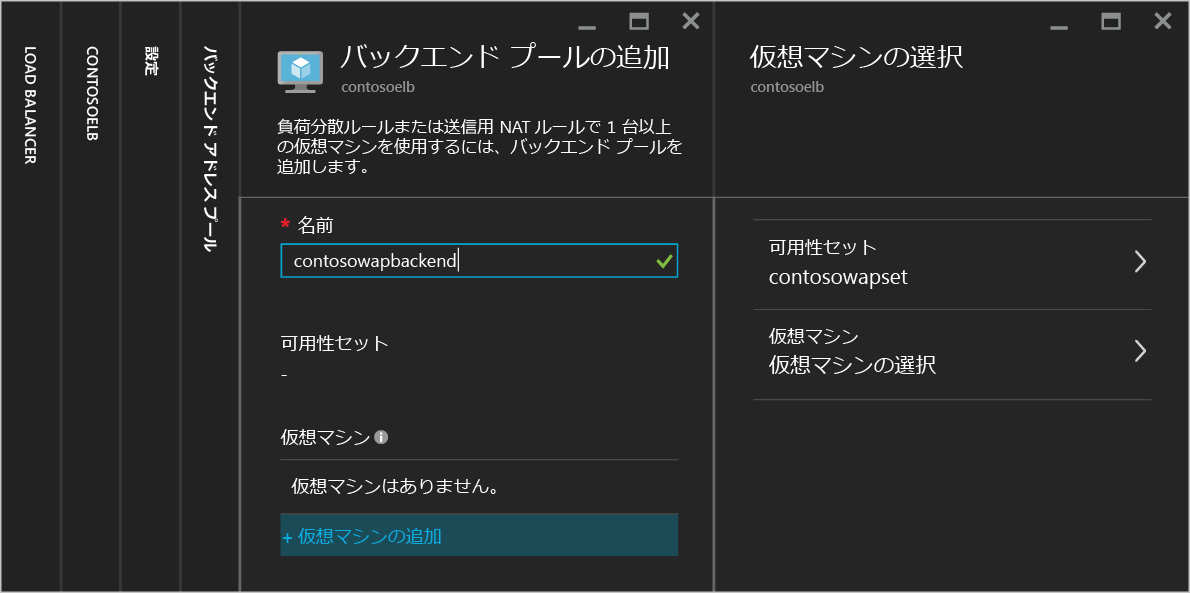 LOAD BALANCER
CONTOSOELB
設定
バックエンド アドレス プール
バックエンド プールの追加
contosoelb
負荷分散ルールまたは送信用 NAT ルールで 1 台以上
の仮想マシンを使用するには、バックエンド プールを
追加します。
* 名前
contosowapbackend
可用性セット
-
仮想マシン
仮想マシンはありません。
+ 仮想マシンの追加
仮想マシンの選択
contosoelb
可用性セット
contosowapset
仮想マシン
仮想マシンの選択